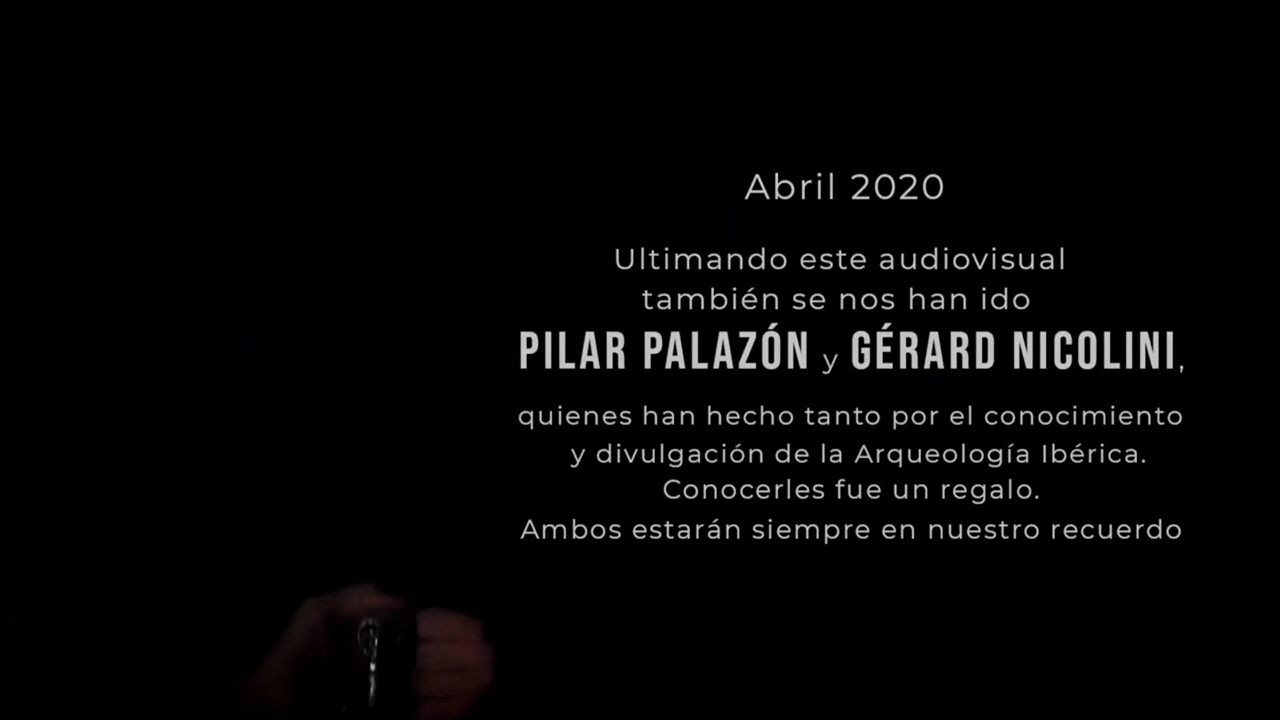 Abril 2020
Ultimando este audiovisual
también se nos han ido
PILAR PALAZÓN y GÉRARD NICOLINI,
quienes han hecho tanto por el conocimiento
y divulgación de la Arqueología Ibérica.
Conocerles fue un regalo.
Ambos estarán siempre en nuestro recuerdo